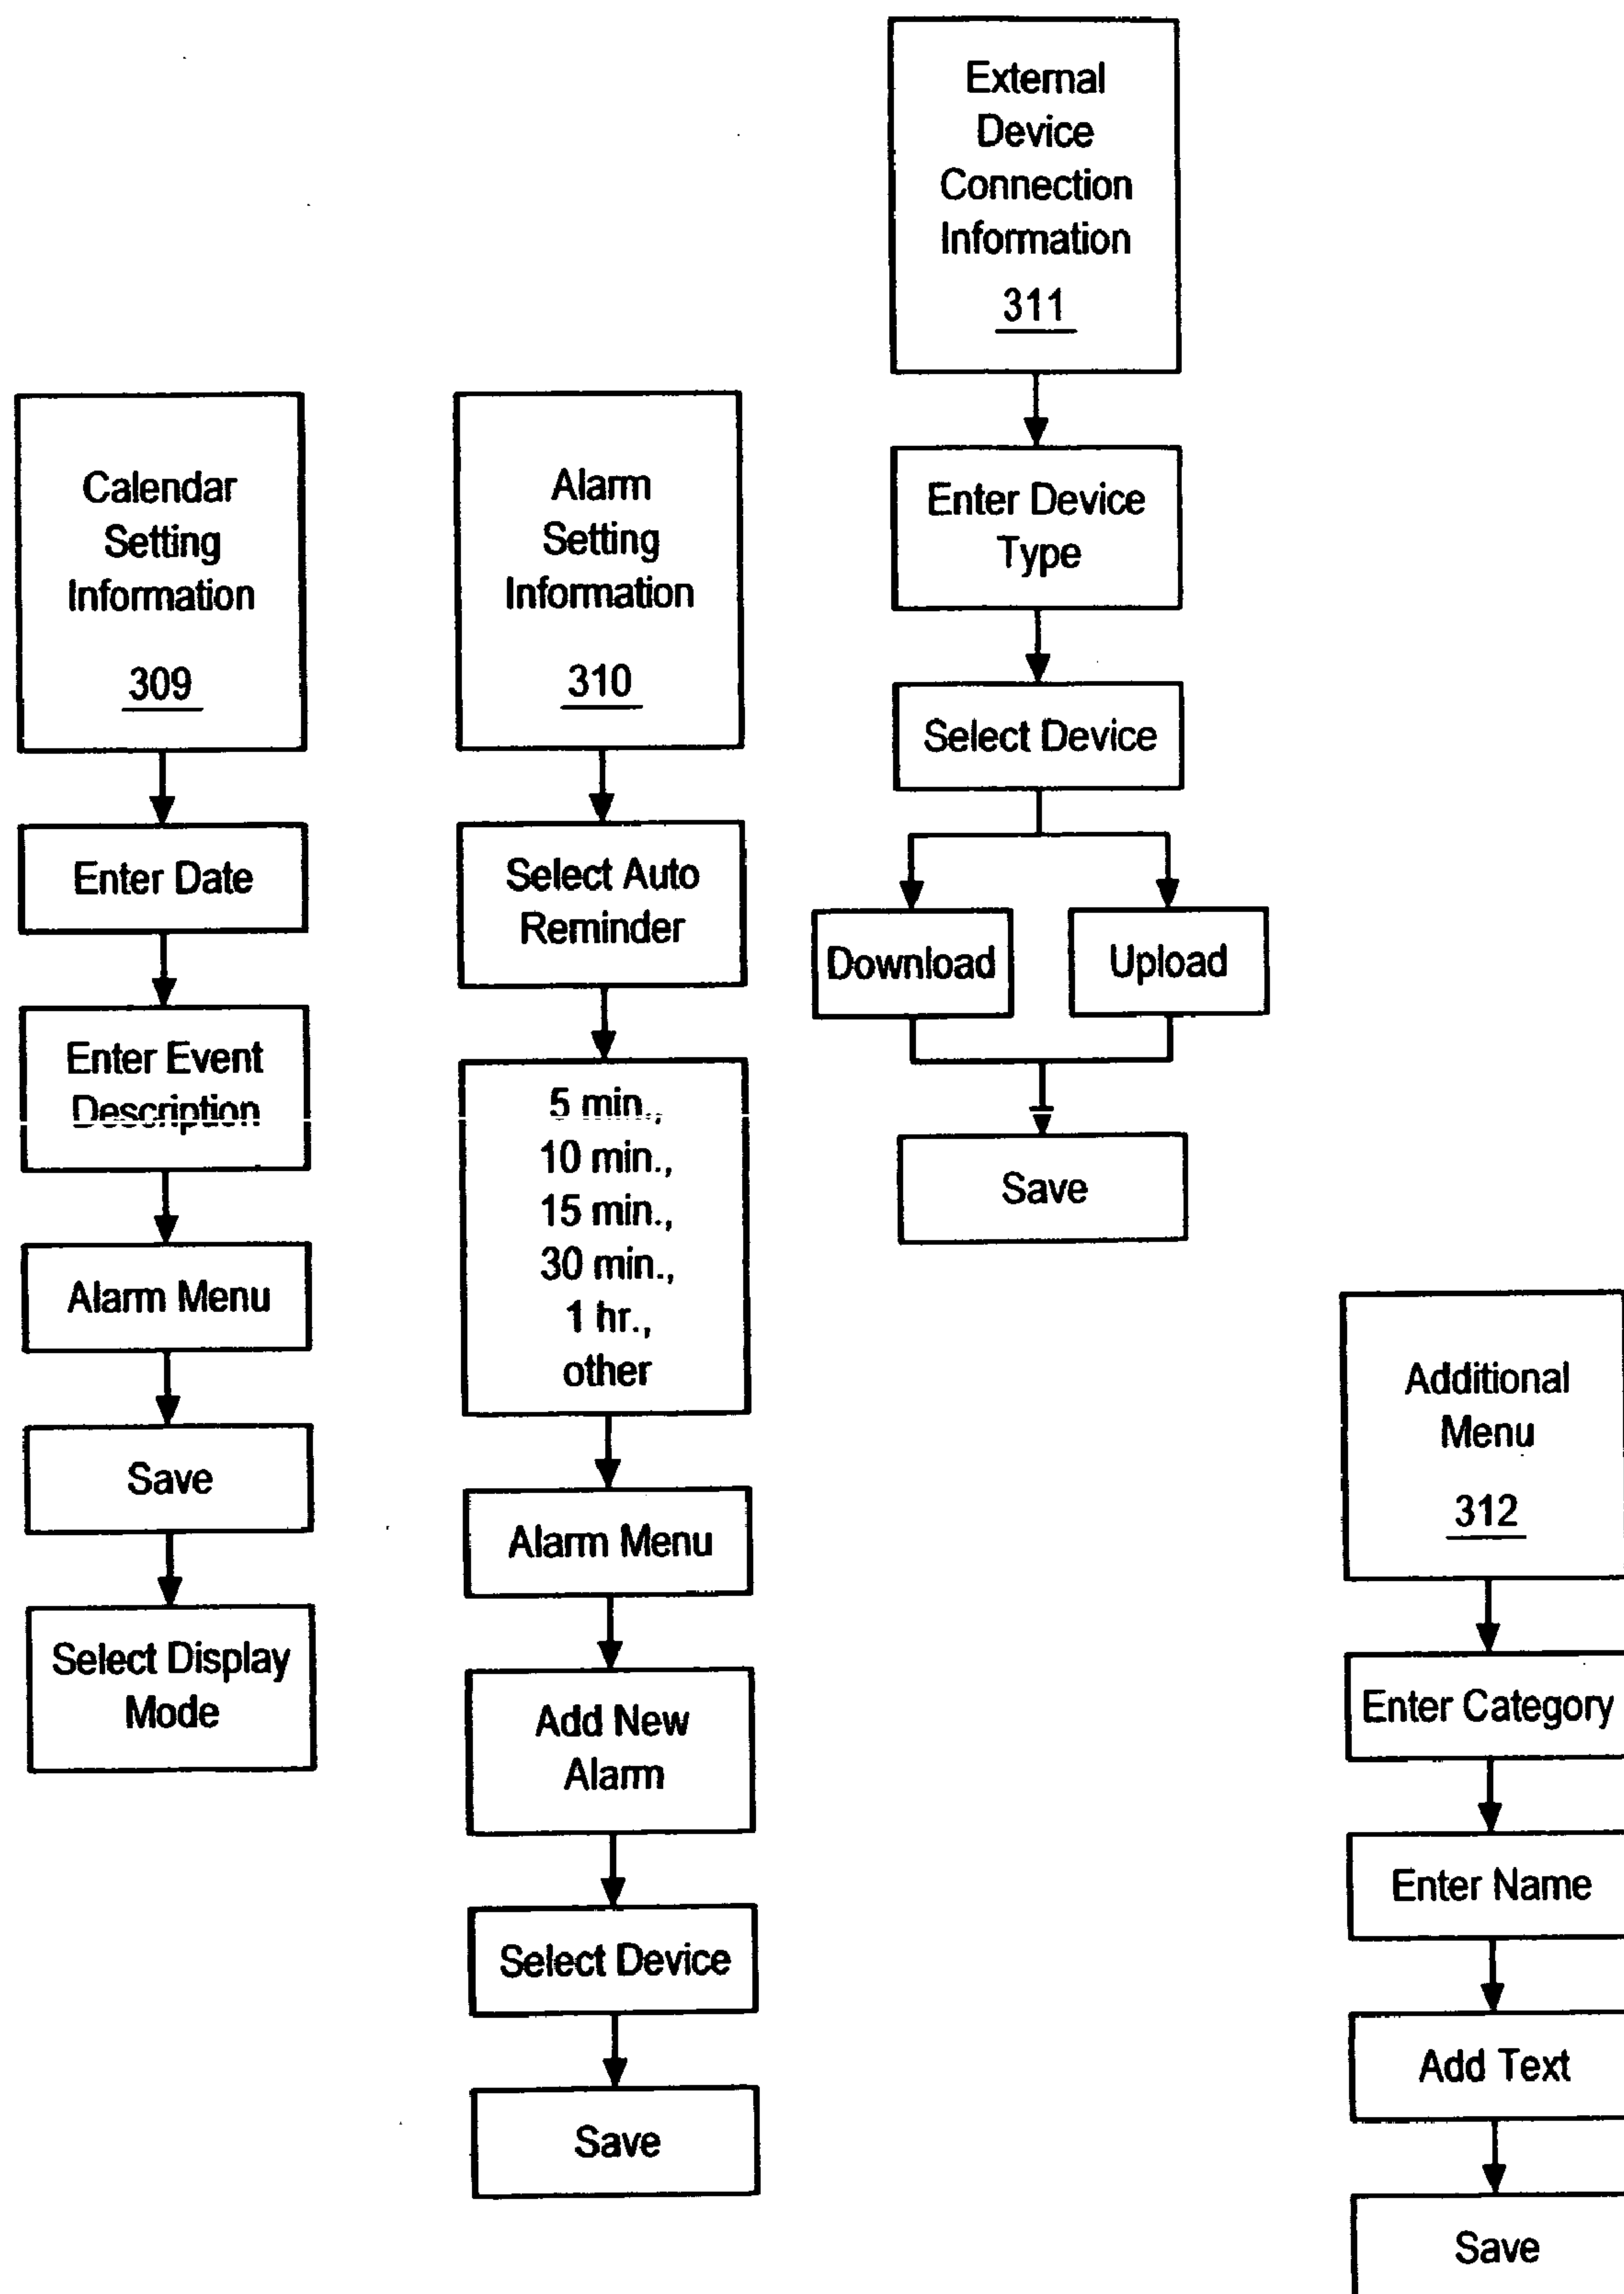 Calendar
Setting
Information
309
Enter Date
Enter Event
Description
Alarm Menu
Save
Select Display
Mode
Alarm
Setting
Information
310
Select Auto
Reminder
5 min.,
10 min.,
15 min.,
30 min.,
1 hr.,
other
Alarm Menu
Add New
Alarm
Select Device
Save
External
Device
Connection
Information
311
Enter Device
Type
Select Device
Download
Upload
Save
Additional
Menu
312
Enter Category
Enter Name
Add Text
Save